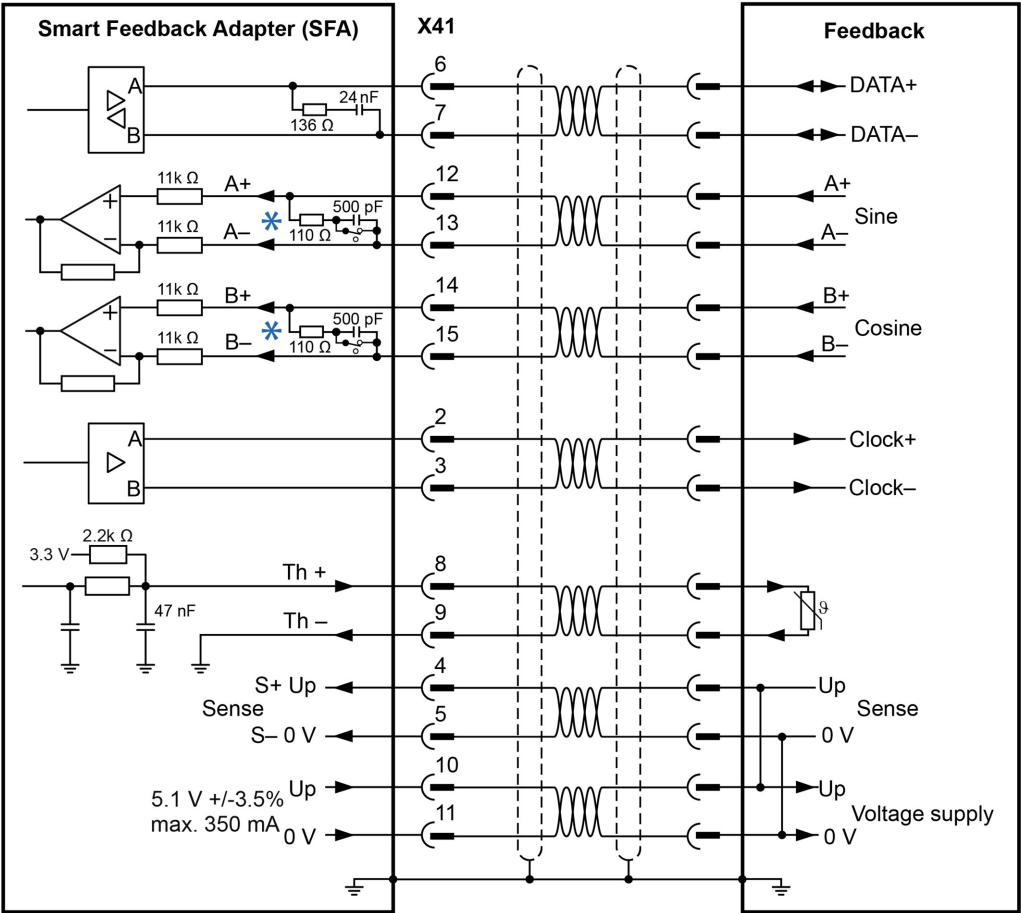 Smart Feedback Adapter (SFA)
X41
Feedback
6
A
24 nF
DATA+
136 Ω
7
B
DATA–
11k Ω
A+
12
A+
+
500 pF
Sine
11k Ω
*
13
–
A–
110 Ω
A–
11k Ω
B+
14
B+
+
500 pF
Cosine
11k Ω
*
15
–
B–
110 Ω
B–
2
A
Clock+
3
B
Clock–
2.2k Ω
3.3 V
8
Th +
47 nF
ϑ
9
Th –
4
S+ Up
Up
Sense
Sense
5
S– 0 V
0 V
10
Up
Up
5.1 V +/-3.5%
max. 350 mA
Voltage supply
11
0 V
0 V